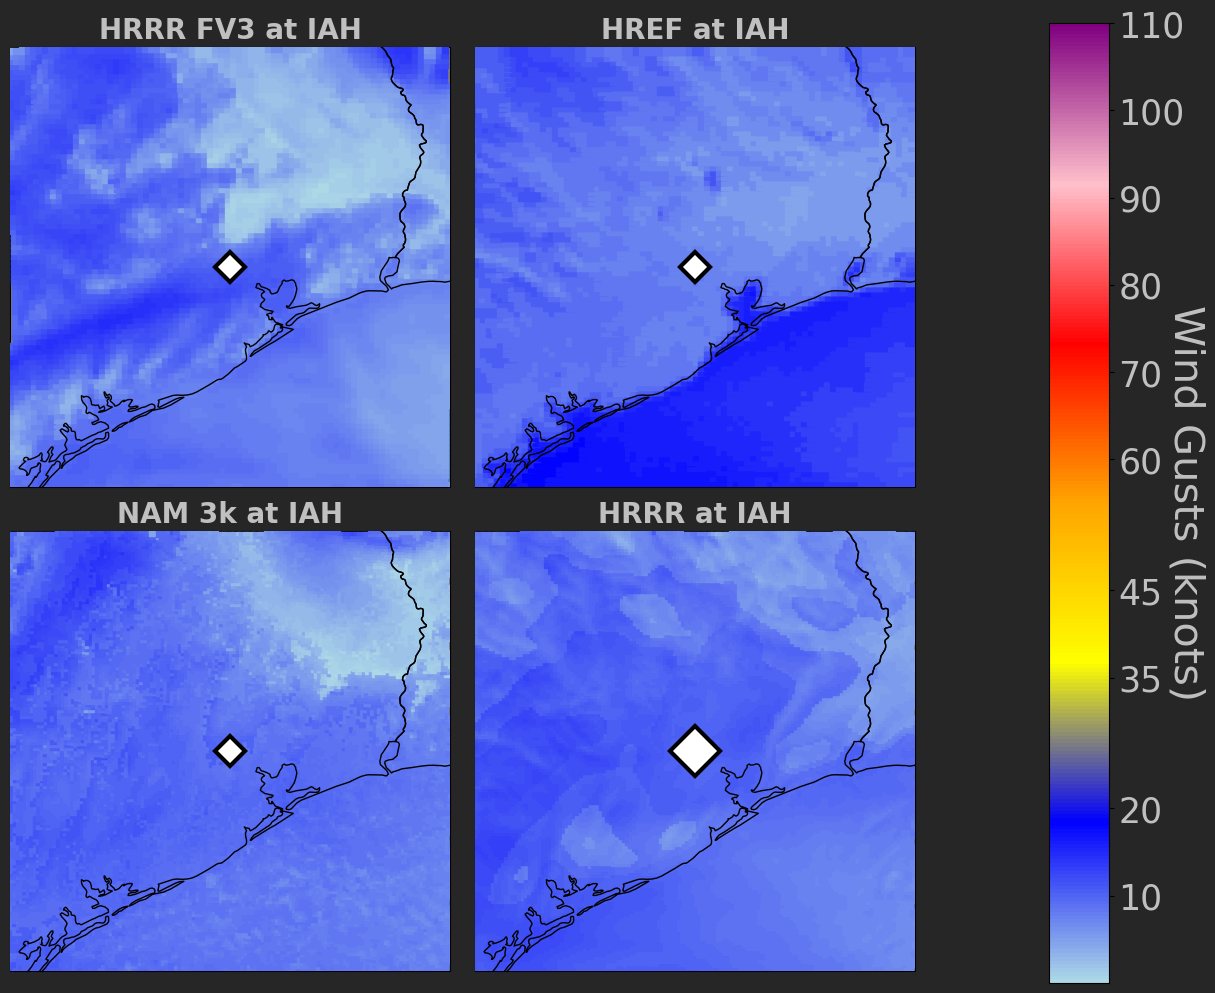 HRRR FV3 at IAH
HREF at IAH
NAM 3k at IAH
HRRR at IAH
110
100
90
80
70
60
45
35
20
10
Wind Gusts (knots)